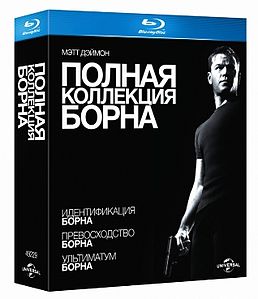 Blu-ray Disc
МЭТТ ДЭЙМОН
ПОЛНАЯ
КОЛЛЕКЦИЯ
БОРНА
ИДЕНТИФИКАЦИЯ
БОРНА
ПРЕВОСХОДСТВО
БОРНА
УЛЬТИМАТУМ
БОРНА
UNIVERSAL
Blu-ray Disc
ПОЛНАЯ
КОЛЛЕКЦИЯ
БОРНА
UNIVERSAL